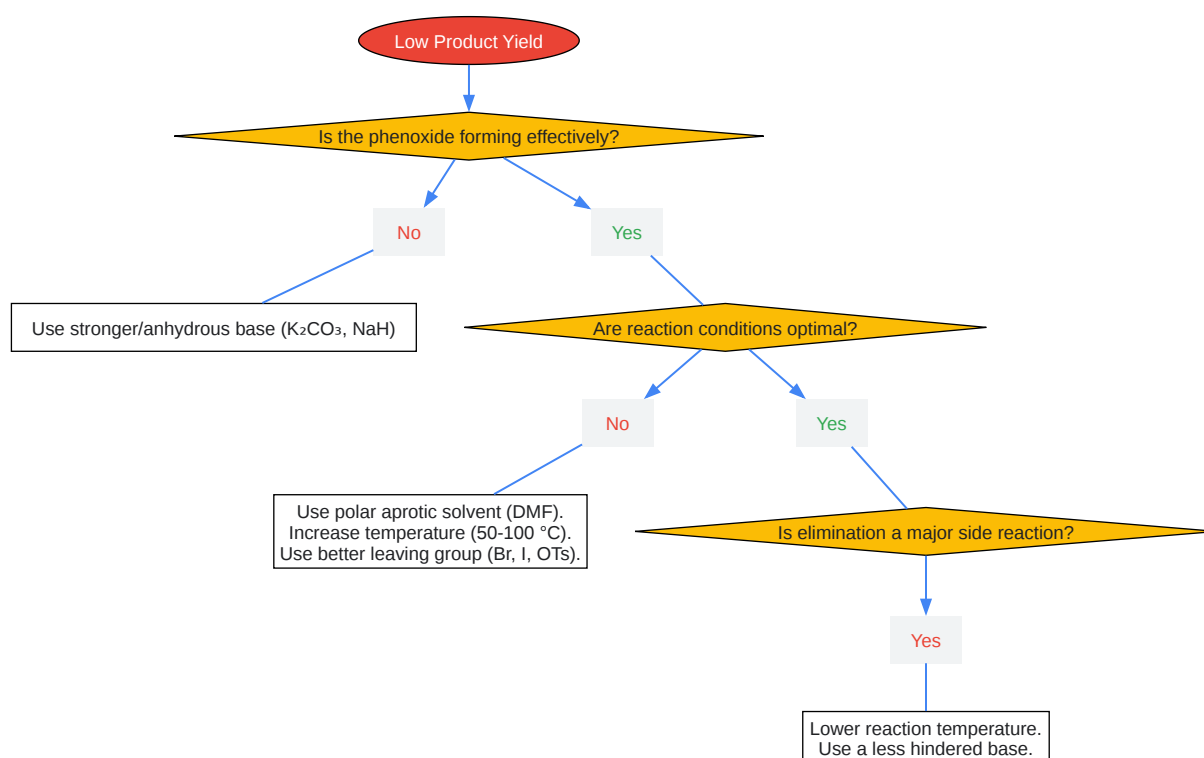 Low Product Yield
Is the phenoxide forming effectively?
No
Yes
Use stronger/anhydrous base (K₂CO₃, NaH)
Are reaction conditions optimal?
No
Yes
Use polar aprotic solvent (DMF).
Increase temperature (50-100 °C).
Use better leaving group (Br, I, OTs).
Is elimination a major side reaction?
Yes
Lower reaction temperature.
Use a less hindered base.